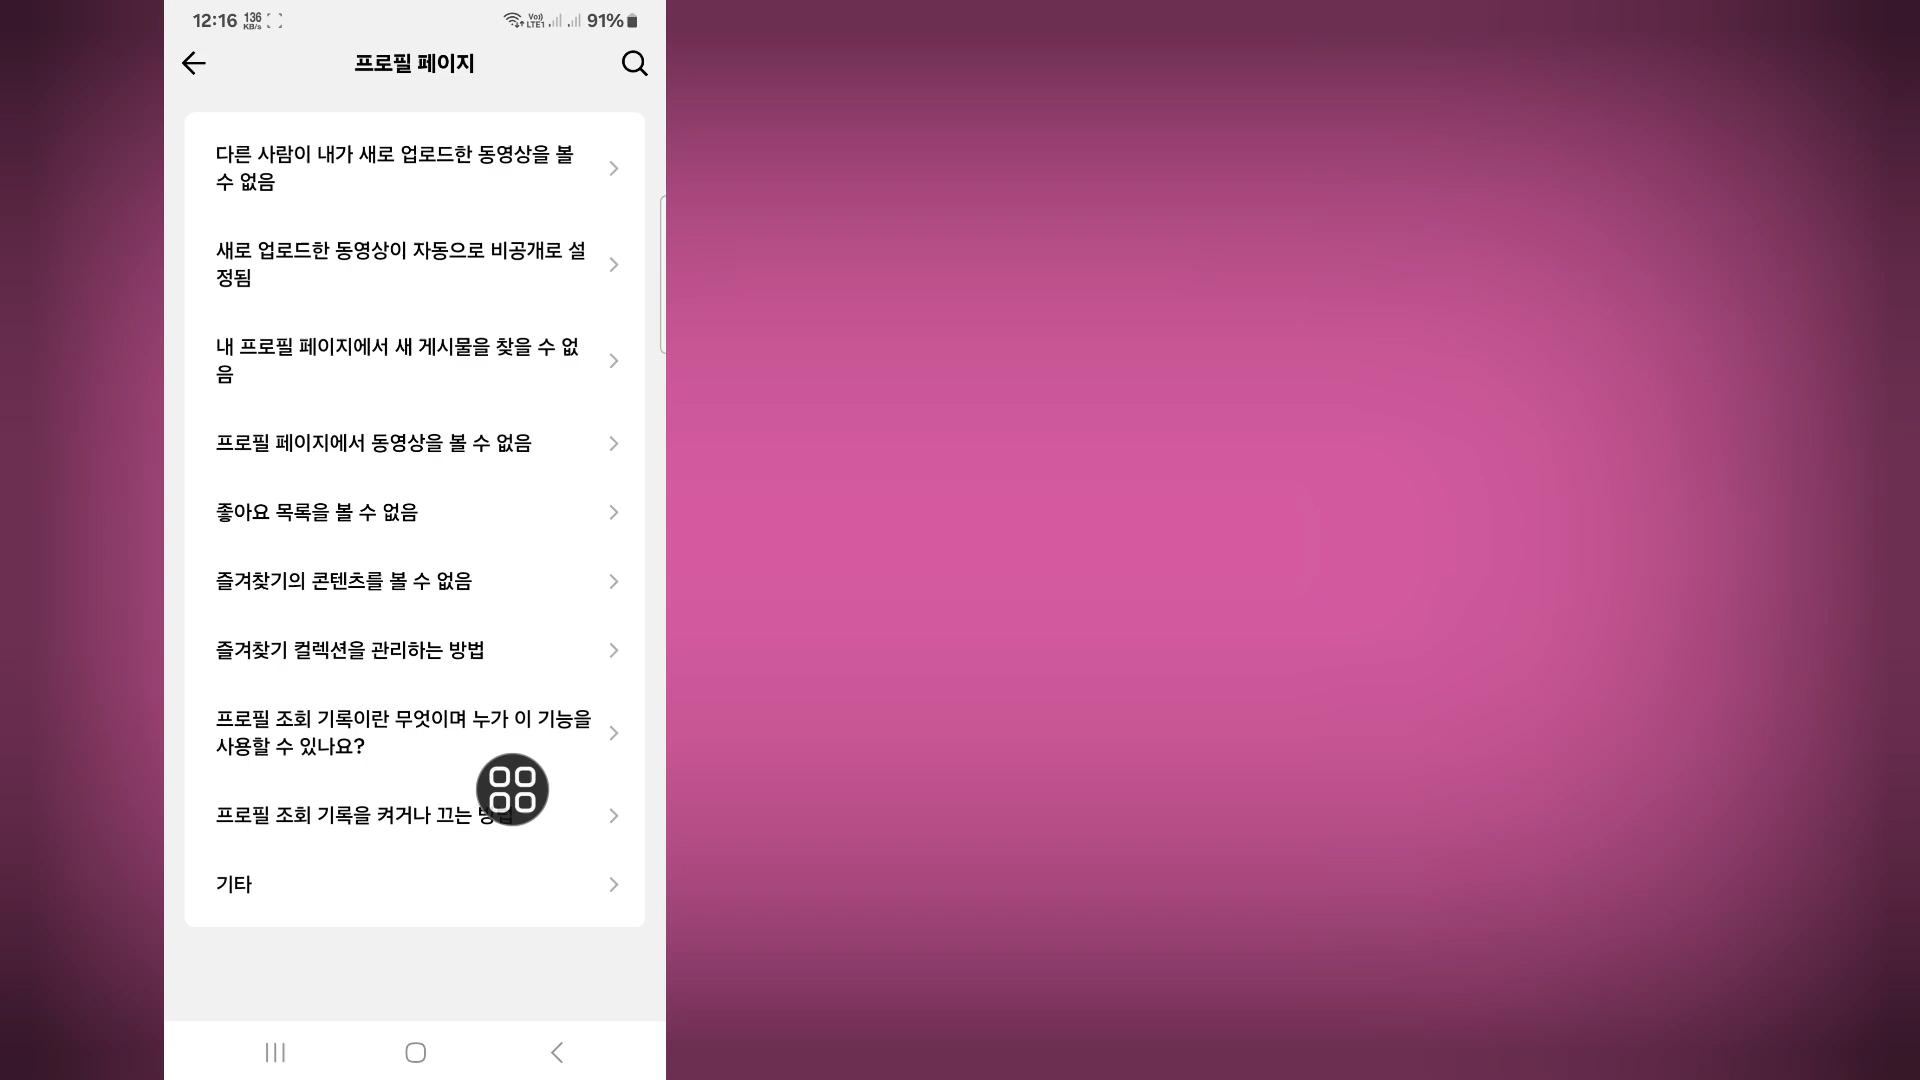 12:16 136 KB/s Vo) LTE1 91%
프로필 페이지
다른 사람이 내가 새로 업로드한 동영상을 볼
수 없음
새로 업로드한 동영상이 자동으로 비공개로 설
정됨
내 프로필 페이지에서 새 게시물을 찾을 수 없
음
프로필 페이지에서 동영상을 볼 수 없음
좋아요 목록을 볼 수 없음
즐겨찾기의 콘텐츠를 볼 수 없음
즐겨찾기 컬렉션을 관리하는 방법
프로필 조회 기록이란 무엇이며 누가 이 기능을
사용할 수 있나요?
프로필 조회 기록을 켜거나 끄는 방법
기타